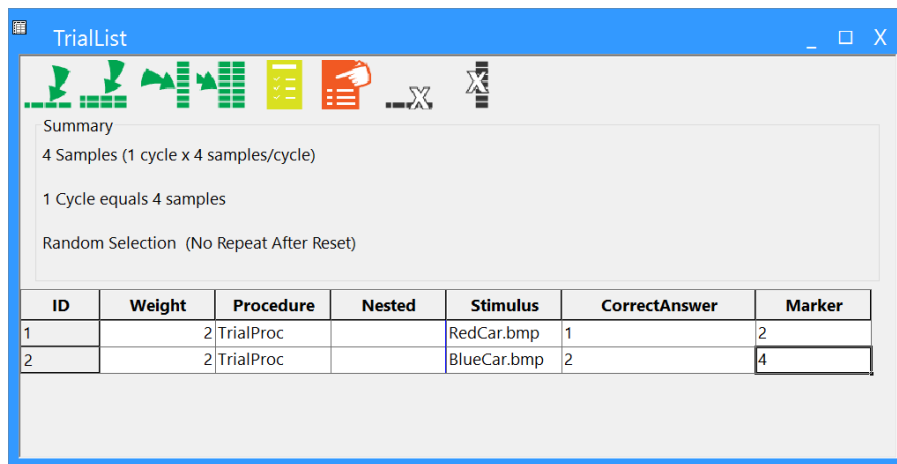 TrialList
Summary
4 Samples (1 cycle x 4 samples/cycle)
1 Cycle equals 4 samples
Random Selection (No Repeat After Reset)
ID Weight Procedure Nested Stimulus CorrectAnswer Marker
1 2 TrialProc RedCar.bmp 1 2
2 2 TrialProc BlueCar.bmp 2 4